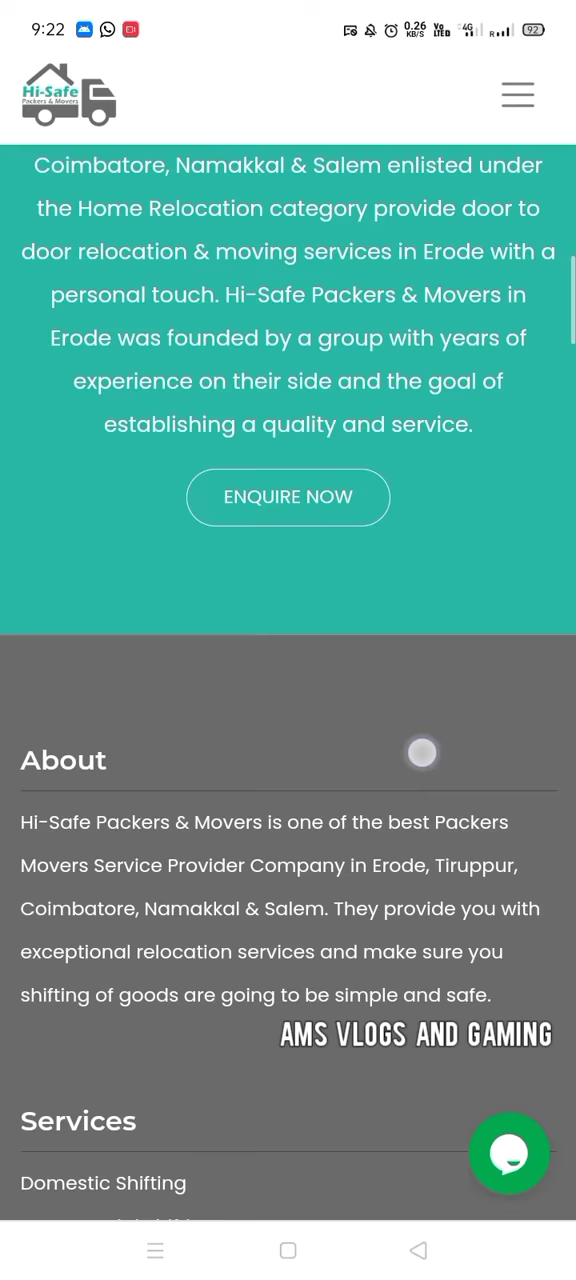 9:22
0.26
KB/S
Vo
LTED
4G
R
92
Hi-Safe
Packers & Movers
Coimbatore, Namakkal & Salem enlisted under
the Home Relocation category provide door to
door relocation & moving services in Erode with a
personal touch. Hi-Safe Packers & Movers in
Erode was founded by a group with years of
experience on their side and the goal of
establishing a quality and service.
ENQUIRE NOW
About
Hi-Safe Packers & Movers is one of the best Packers
Movers Service Provider Company in Erode, Tiruppur,
Coimbatore, Namakkal & Salem. They provide you with
exceptional relocation services and make sure you
shifting of goods are going to be simple and safe.
AMS VLOGS AND GAMING
Services
Domestic Shifting